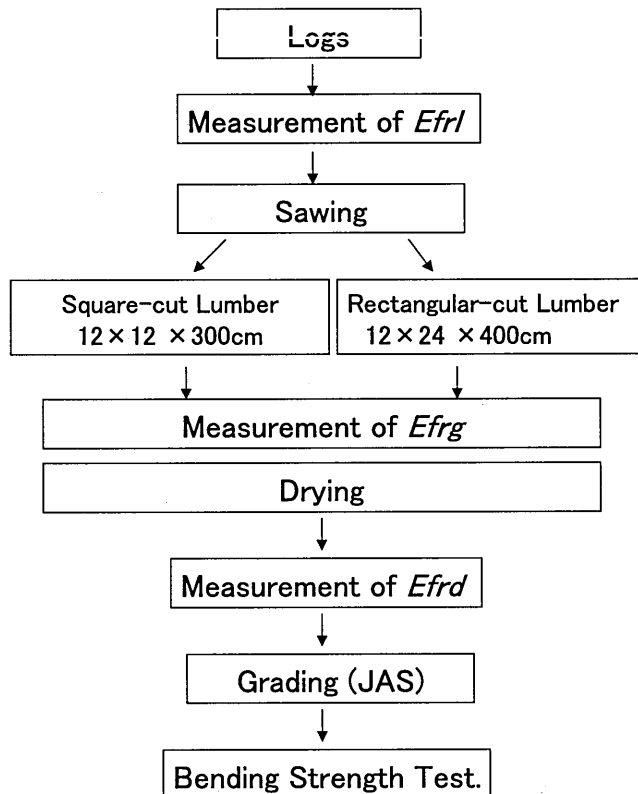 Logs
Measurement of Efrl
Sawing
Square-cut Lumber
12×12 ×300cm
Rectangular-cut Lumber
12×24 ×400cm
Measurement of Efrg
Drying
Measurement of Efrd
Grading (JAS)
Bending Strength Test.